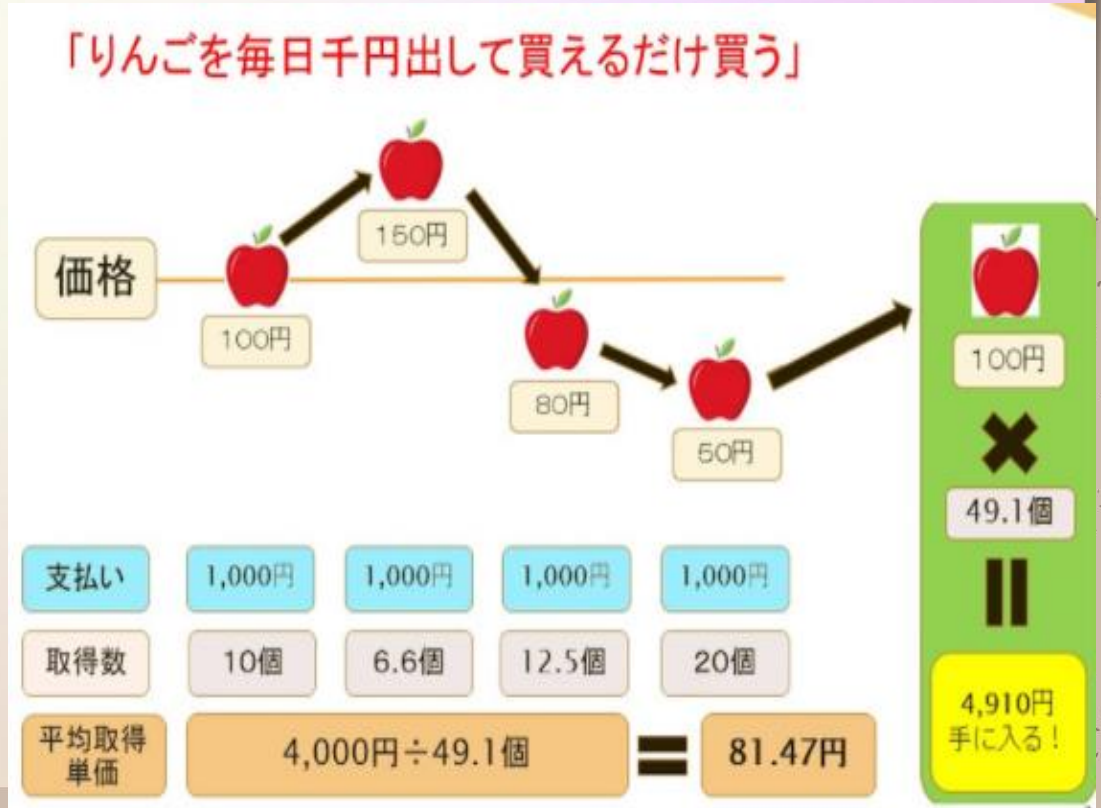 「りんごを毎日千円出して買えるだけ買う」
150円
価格
100円
80円
50円
100円
49.1個
4,910円
手に入る！
支払い
1,000円
1,000円
1,000円
1,000円
取得数
10個
6.6個
12.5個
20個
平均取得
単価
4,000円÷49.1個
81.47円